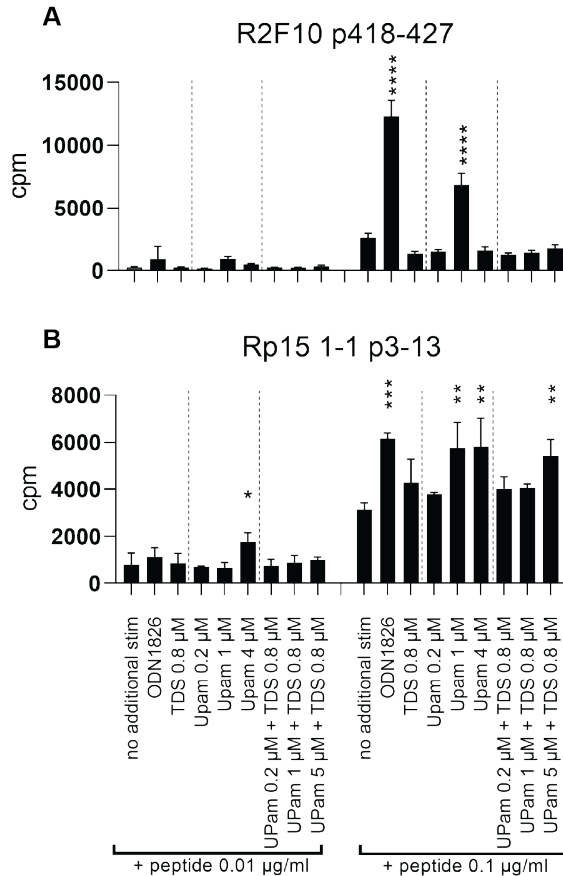 A
R2F10 p418-427
****
****
15000
10000
5000
0
cpm
B
Rp15 1-1 p3-13
***
**
**
**
*
8000
6000
4000
2000
0
cpm
no additional stim
ODN1826
TDS 0.8 µM
Upam 0.2 µM
Upam 1 µM
Upam 4 µM
UPam 0.2 µM + TDS 0.8 µM
UPam 1 µM + TDS 0.8 µM
UPam 5 µM + TDS 0.8 µM
no additional stim
ODN1826
TDS 0.8 µM
Upam 0.2 µM
Upam 1 µM
Upam 4 µM
UPam 0.2 µM + TDS 0.8 µM
UPam 1 µM + TDS 0.8 µM
UPam 5 µM + TDS 0.8 µM
+ peptide 0.01 µg/ml
+ peptide 0.1 µg/ml